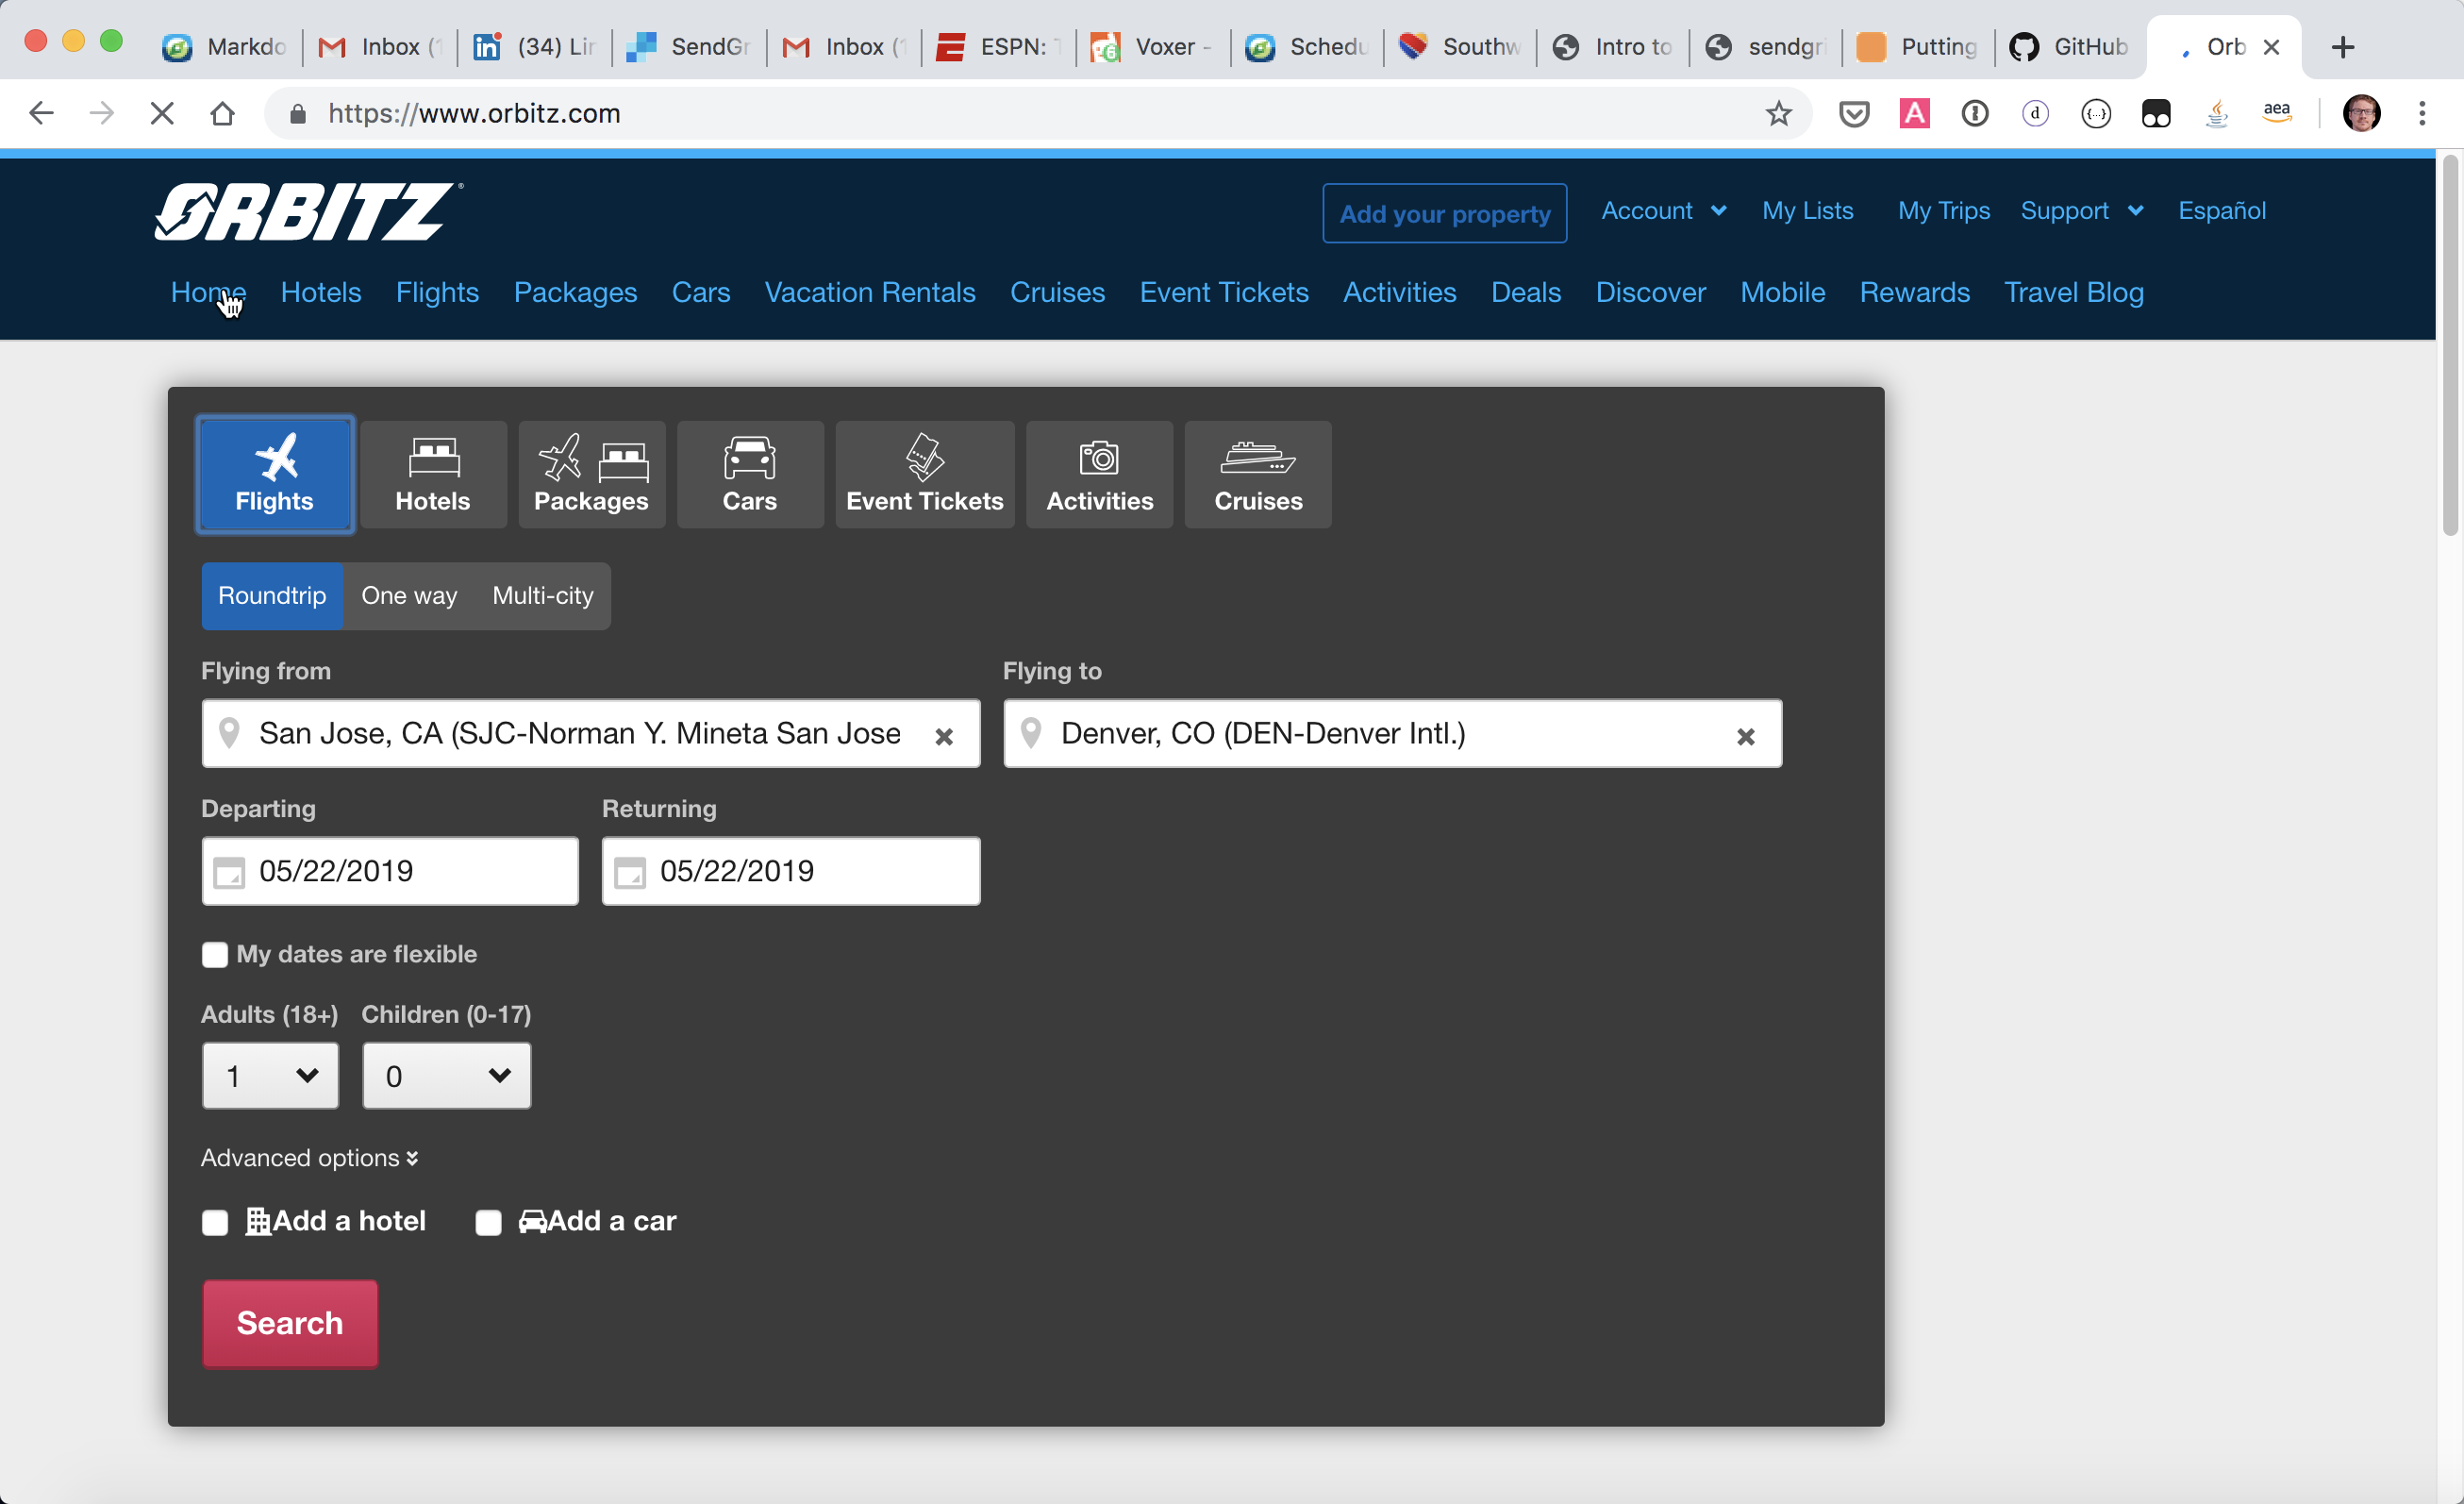 Markdo Inbox (1 (34) Lin SendGr Inbox (1 ESPN: T Voxer - Schedu Southw Intro to sendgri Putting GitHub Orb
https://www.orbitz.com
A d {...} aea
ORBITZ
Add your property Account My Lists My Trips Support Español
Home Hotels Flights Packages Cars Vacation Rentals Cruises Event Tickets Activities Deals Discover Mobile Rewards Travel Blog
Flights Hotels Packages Cars Event Tickets Activities Cruises
Roundtrip One way Multi-city
Flying from Flying to
San Jose, CA (SJC-Norman Y. Mineta San Jose Denver, CO (DEN-Denver Intl.)
Departing Returning
05/22/2019 05/22/2019
My dates are flexible
Adults (18+) Children (0-17)
1 0
Advanced options
Add a hotel Add a car
Search